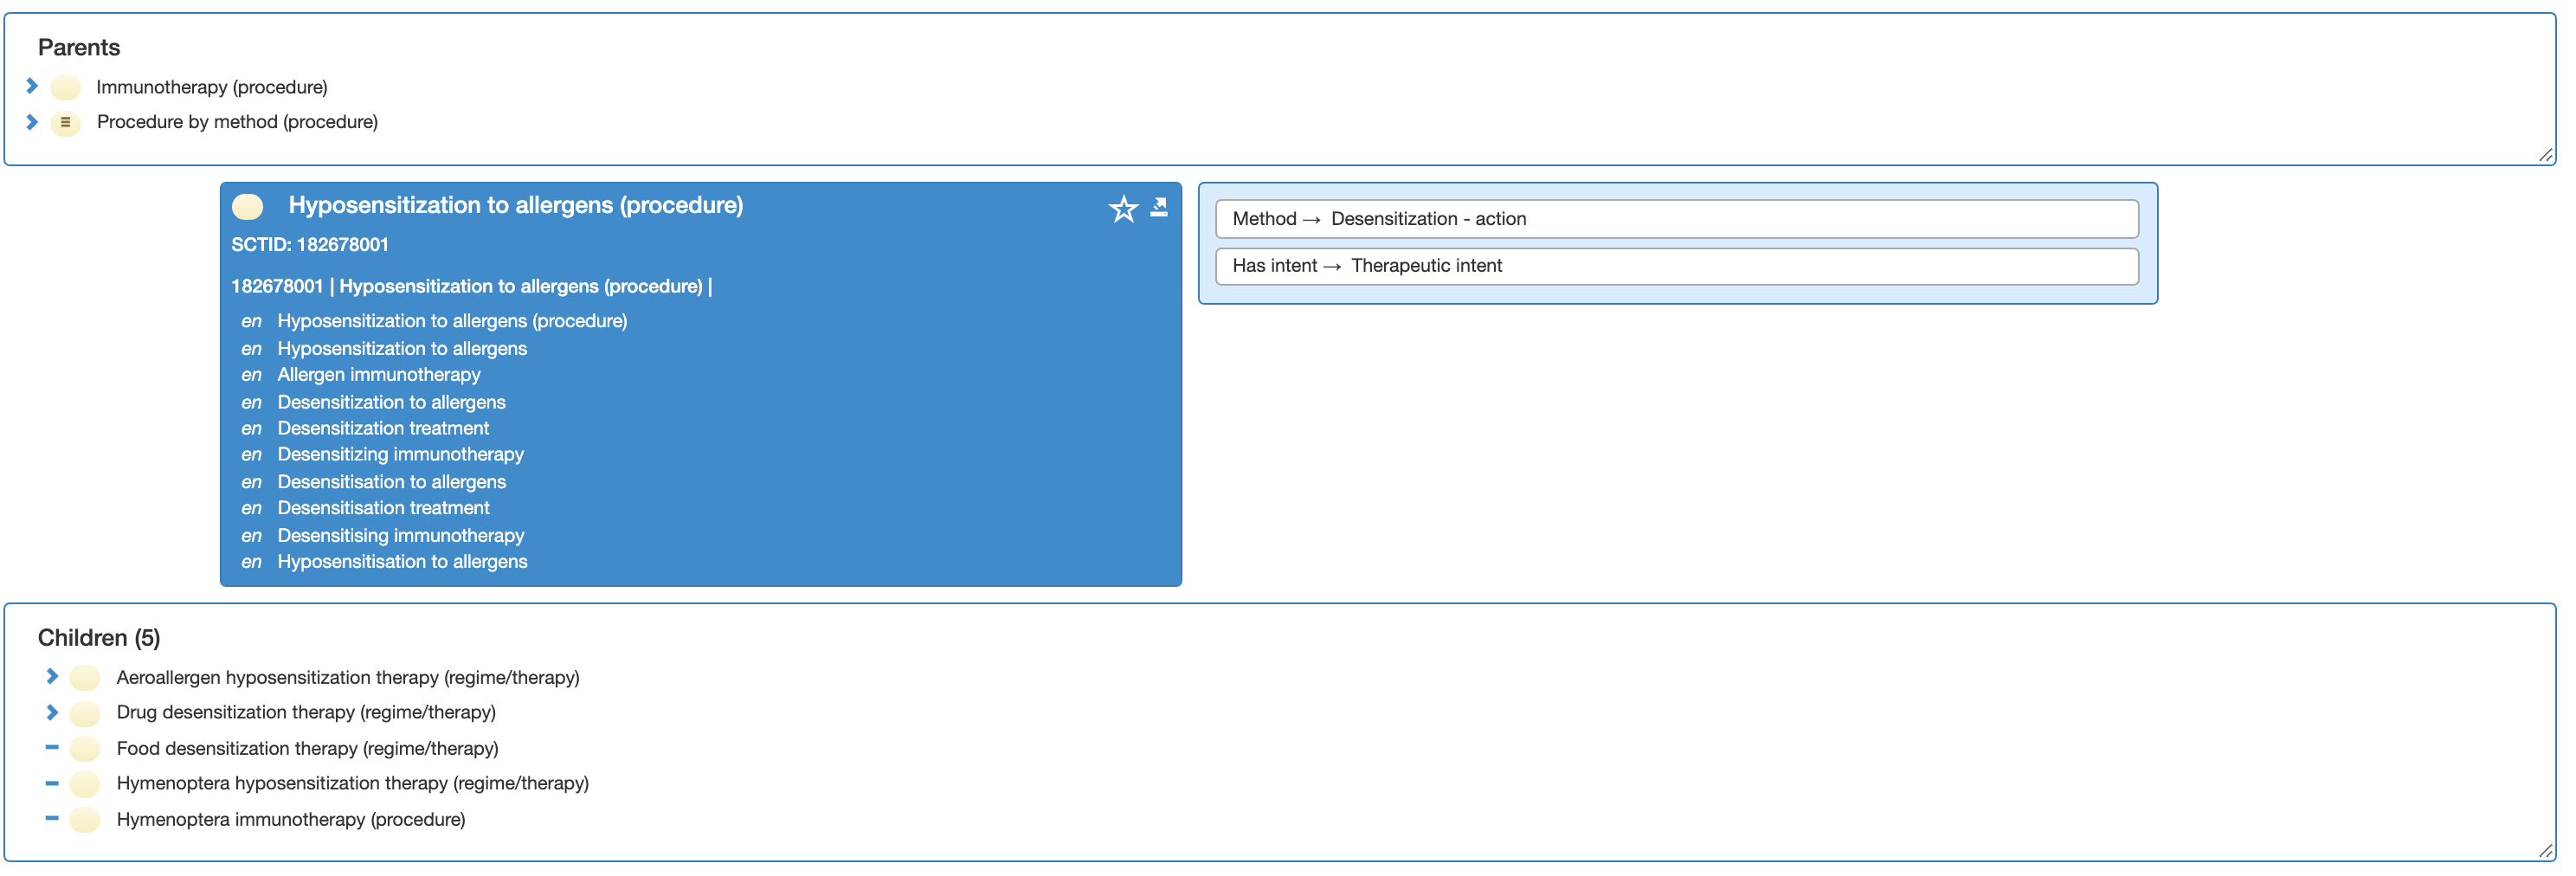 Parents
Immunotherapy (procedure)
Procedure by method (procedure)
Hyposensitization to allergens (procedure)
SCTID: 182678001
182678001 | Hyposensitization to allergens (procedure) |
en Hyposensitization to allergens (procedure)
en Hyposensitization to allergens
en Allergen immunotherapy
en Desensitization to allergens
en Desensitization treatment
en Desensitizing immunotherapy
en Desensitisation to allergens
en Desensitisation treatment
en Desensitising immunotherapy
en Hyposensitisation to allergens
Method → Desensitization - action
Has intent → Therapeutic intent
Children (5)
Aeroallergen hyposensitization therapy (regime/therapy)
Drug desensitization therapy (regime/therapy)
Food desensitization therapy (regime/therapy)
Hymenoptera hyposensitization therapy (regime/therapy)
Hymenoptera immunotherapy (procedure)